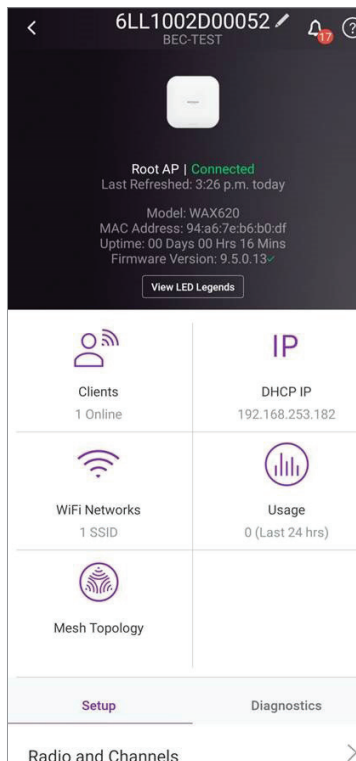 6LL1002D00052
BEC-TEST
17
?
Root AP | Connected
Last Refreshed: 3:26 p.m. today
Model: WAX620
MAC Address: 94:a6:7e:b6:b0:df
Uptime: 00 Days 00 Hrs 16 Mins
Firmware Version: 9.5.0.13
View LED Legends
Clients
1 Online
IP
DHCP IP
192.168.253.182
WiFi Networks
1 SSID
Usage
0 (Last 24 hrs)
Mesh Topology
Setup
Diagnostics
Radio and Channels